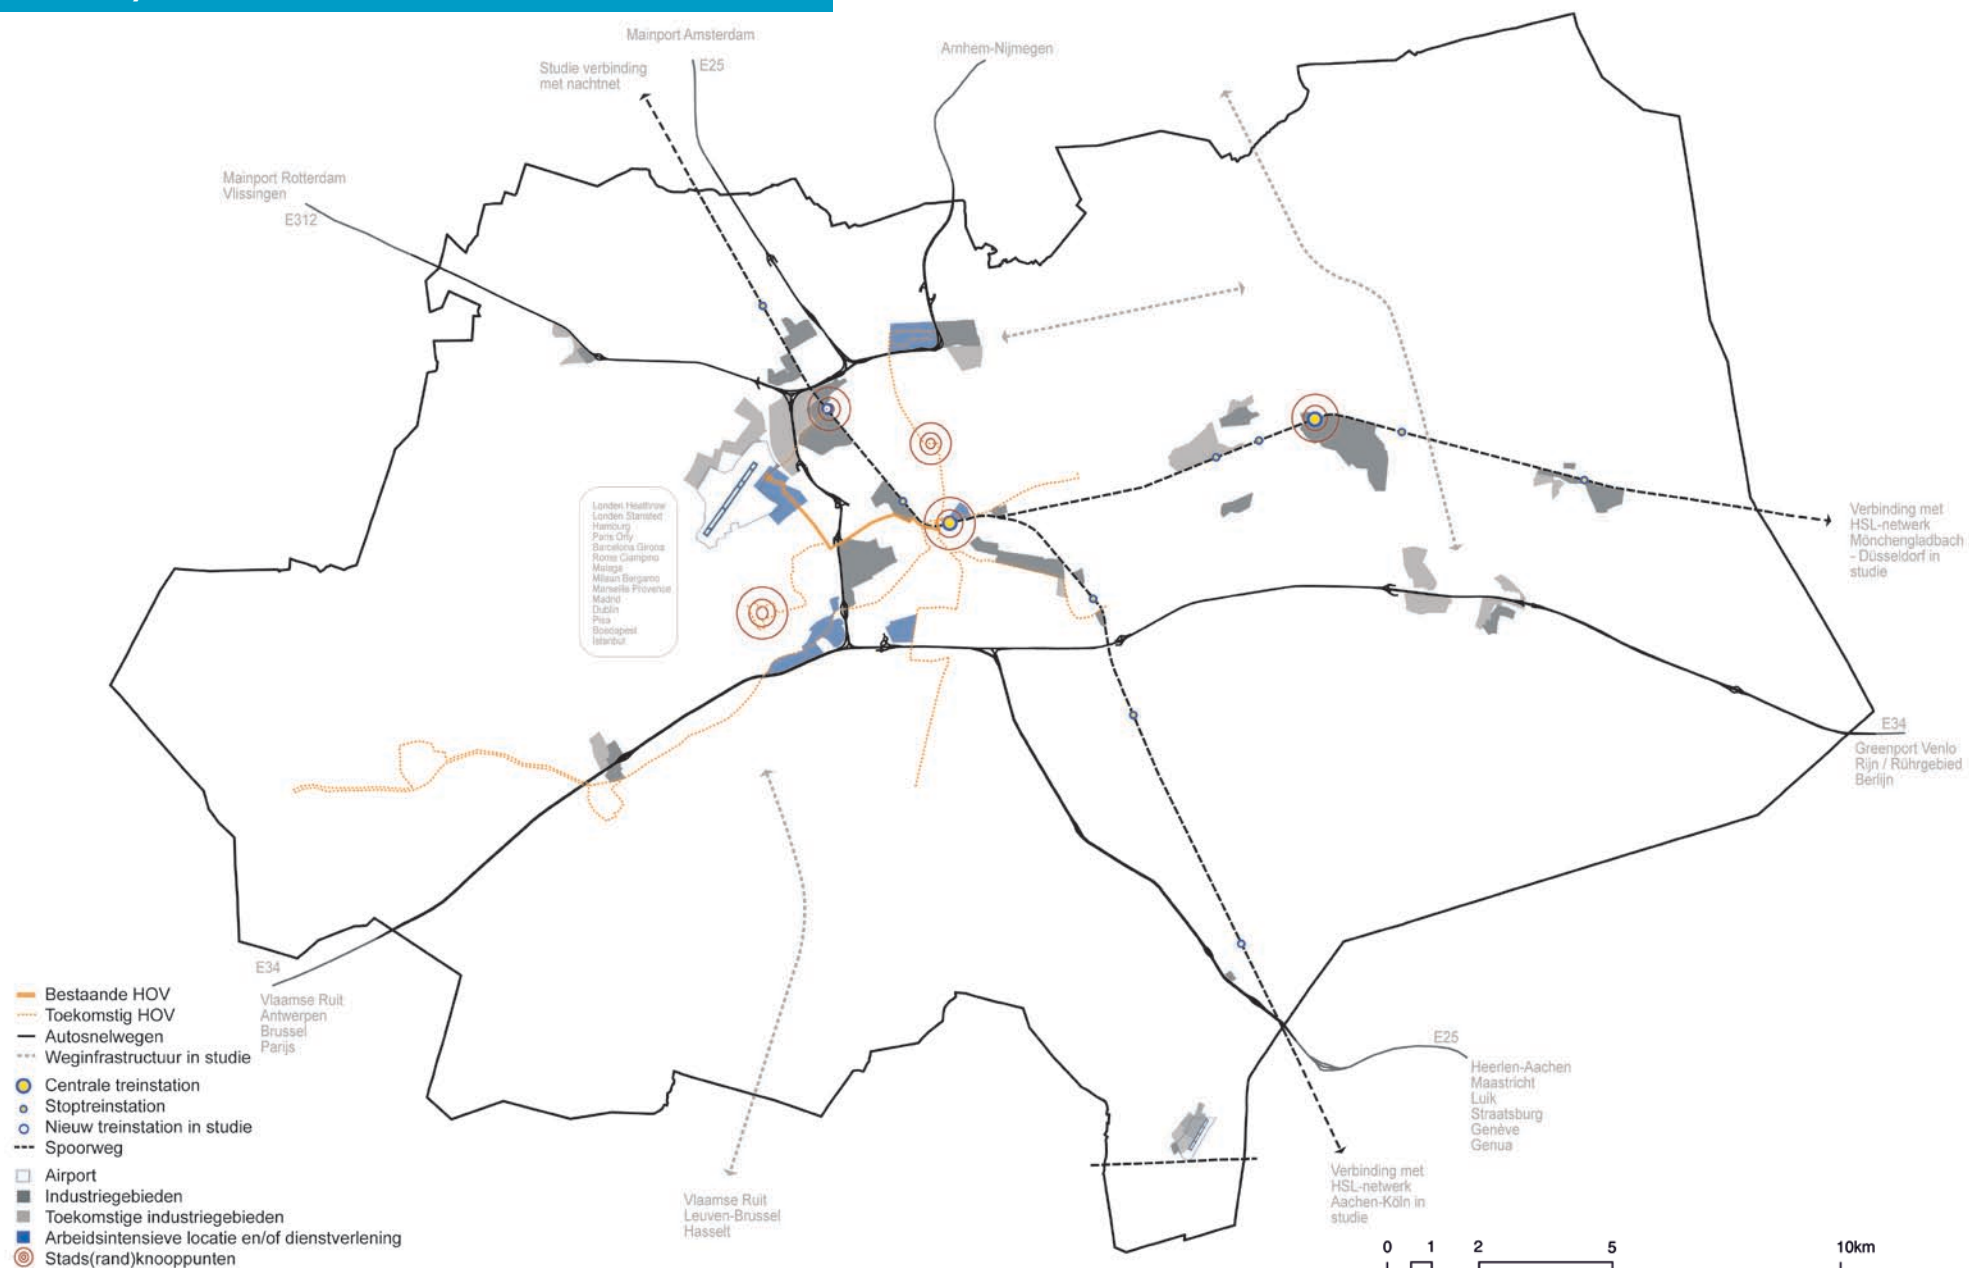 Mainport Amsterdam
E25
Arnhem-Nijmegen
Studie verbinding
met nachtnet
Mainport Rotterdam
Vlissingen
E312
Londen Heathrow
Londen Stansted
Hamburg
Paris Orly
Barcelona Girona
Rome Ciampino
Malaga
Milaan Bergamo
Marseille Provence
Madrid
Dublin
Pisa
Boedapest
Istanbul
Verbinding met
HSL-netwerk
Mönchengladbach
- Düsseldorf in
studie
E34
Greenport Venlo
Rijn / Rührgebied
Berlijn
E34
Vlaamse Ruit
Antwerpen
Brussel
Parijs
Bestaande HOV
Toekomstig HOV
Autosnelwegen
Weginfrastructuur in studie
Centrale treinstation
Stoptreinstation
Nieuw treinstation in studie
Spoorweg
Airport
Industriegebieden
Toekomstige industriegebieden
Arbeidsintensieve locatie en/of dienstverlening
Stads(rand)knooppunten
Vlaamse Ruit
Leuven-Brussel
Hasselt
E25
Heerlen-Aachen
Maastricht
Luik
Straatsburg
Genève
Genua
Verbinding met
HSL-netwerk
Aachen-Köln in
studie
0 1 2 5 10km